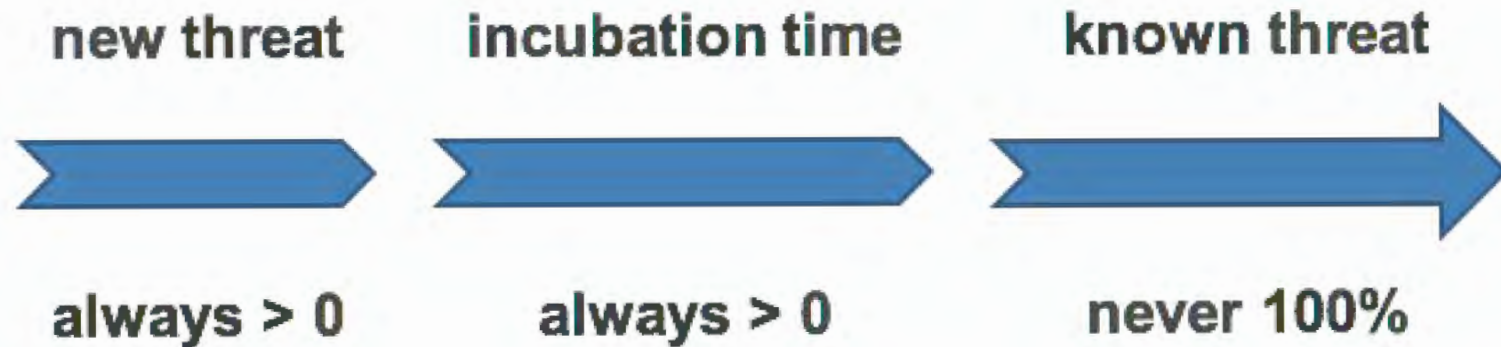 new threat incubation time known threat
always > 0 always > 0 never 100%